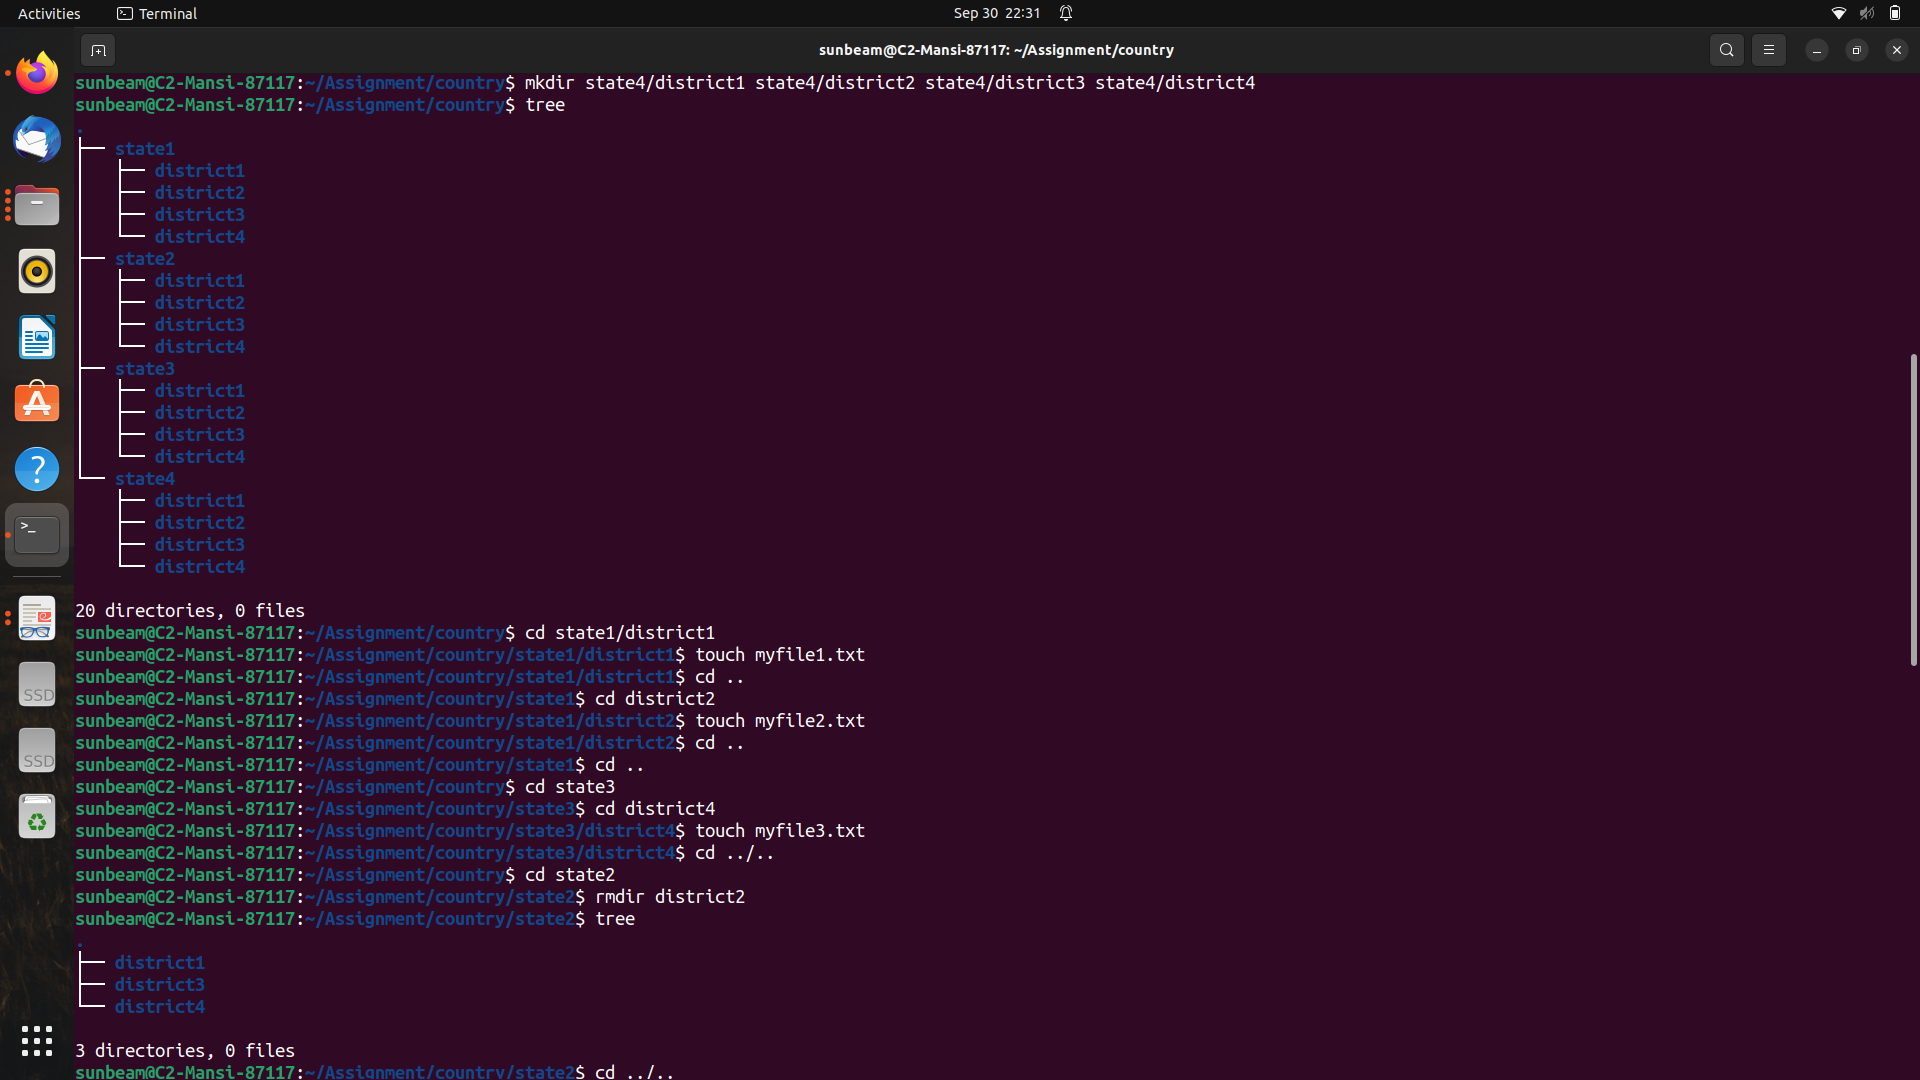 Activities Terminal Sep 30 22:31
sunbeam@C2-Mansi-87117: ~/Assignment/country
sunbeam@C2-Mansi-87117:~/Assignment/country$ mkdir state4/district1 state4/district2 state4/district3 state4/district4
sunbeam@C2-Mansi-87117:~/Assignment/country$ tree
.
├── state1
│   ├── district1
│   ├── district2
│   ├── district3
│   └── district4
├── state2
│   ├── district1
│   ├── district2
│   ├── district3
│   └── district4
├── state3
│   ├── district1
│   ├── district2
│   ├── district3
│   └── district4
└── state4
    ├── district1
    ├── district2
    ├── district3
    └── district4
20 directories, 0 files
sunbeam@C2-Mansi-87117:~/Assignment/country$ cd state1/district1
sunbeam@C2-Mansi-87117:~/Assignment/country/state1/district1$ touch myfile1.txt
sunbeam@C2-Mansi-87117:~/Assignment/country/state1/district1$ cd ..
sunbeam@C2-Mansi-87117:~/Assignment/country/state1$ cd district2
sunbeam@C2-Mansi-87117:~/Assignment/country/state1/district2$ touch myfile2.txt
sunbeam@C2-Mansi-87117:~/Assignment/country/state1/district2$ cd ..
sunbeam@C2-Mansi-87117:~/Assignment/country/state1$ cd ..
sunbeam@C2-Mansi-87117:~/Assignment/country$ cd state3
sunbeam@C2-Mansi-87117:~/Assignment/country/state3$ cd district4
sunbeam@C2-Mansi-87117:~/Assignment/country/state3/district4$ touch myfile3.txt
sunbeam@C2-Mansi-87117:~/Assignment/country/state3/district4$ cd ../..
sunbeam@C2-Mansi-87117:~/Assignment/country$ cd state2
sunbeam@C2-Mansi-87117:~/Assignment/country/state2$ rmdir district2
sunbeam@C2-Mansi-87117:~/Assignment/country/state2$ tree
.
├── district1
├── district3
└── district4
3 directories, 0 files
sunbeam@C2-Mansi-87117:~/Assignment/country/state2$ cd ../..
SSD
SSD